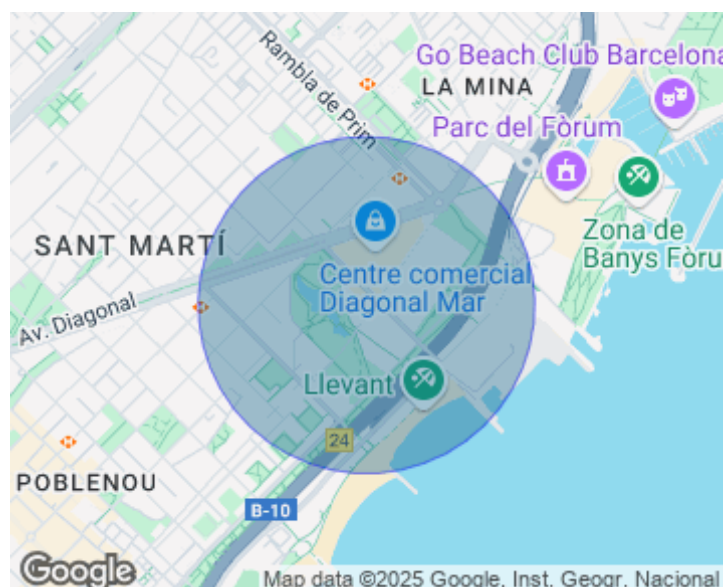 Go Beach Club Barcelona
Rambla de Prim
LA MINA
Parc del Fòrum
SANT MARTÍ
Zona de
Banys Fòru
Centre comercial
Diagonal Mar
Av. Diagonal
Llevant
24
POBLENOU
B-10
Google
Map data ©2025 Google, Inst. Geogr. Nacional